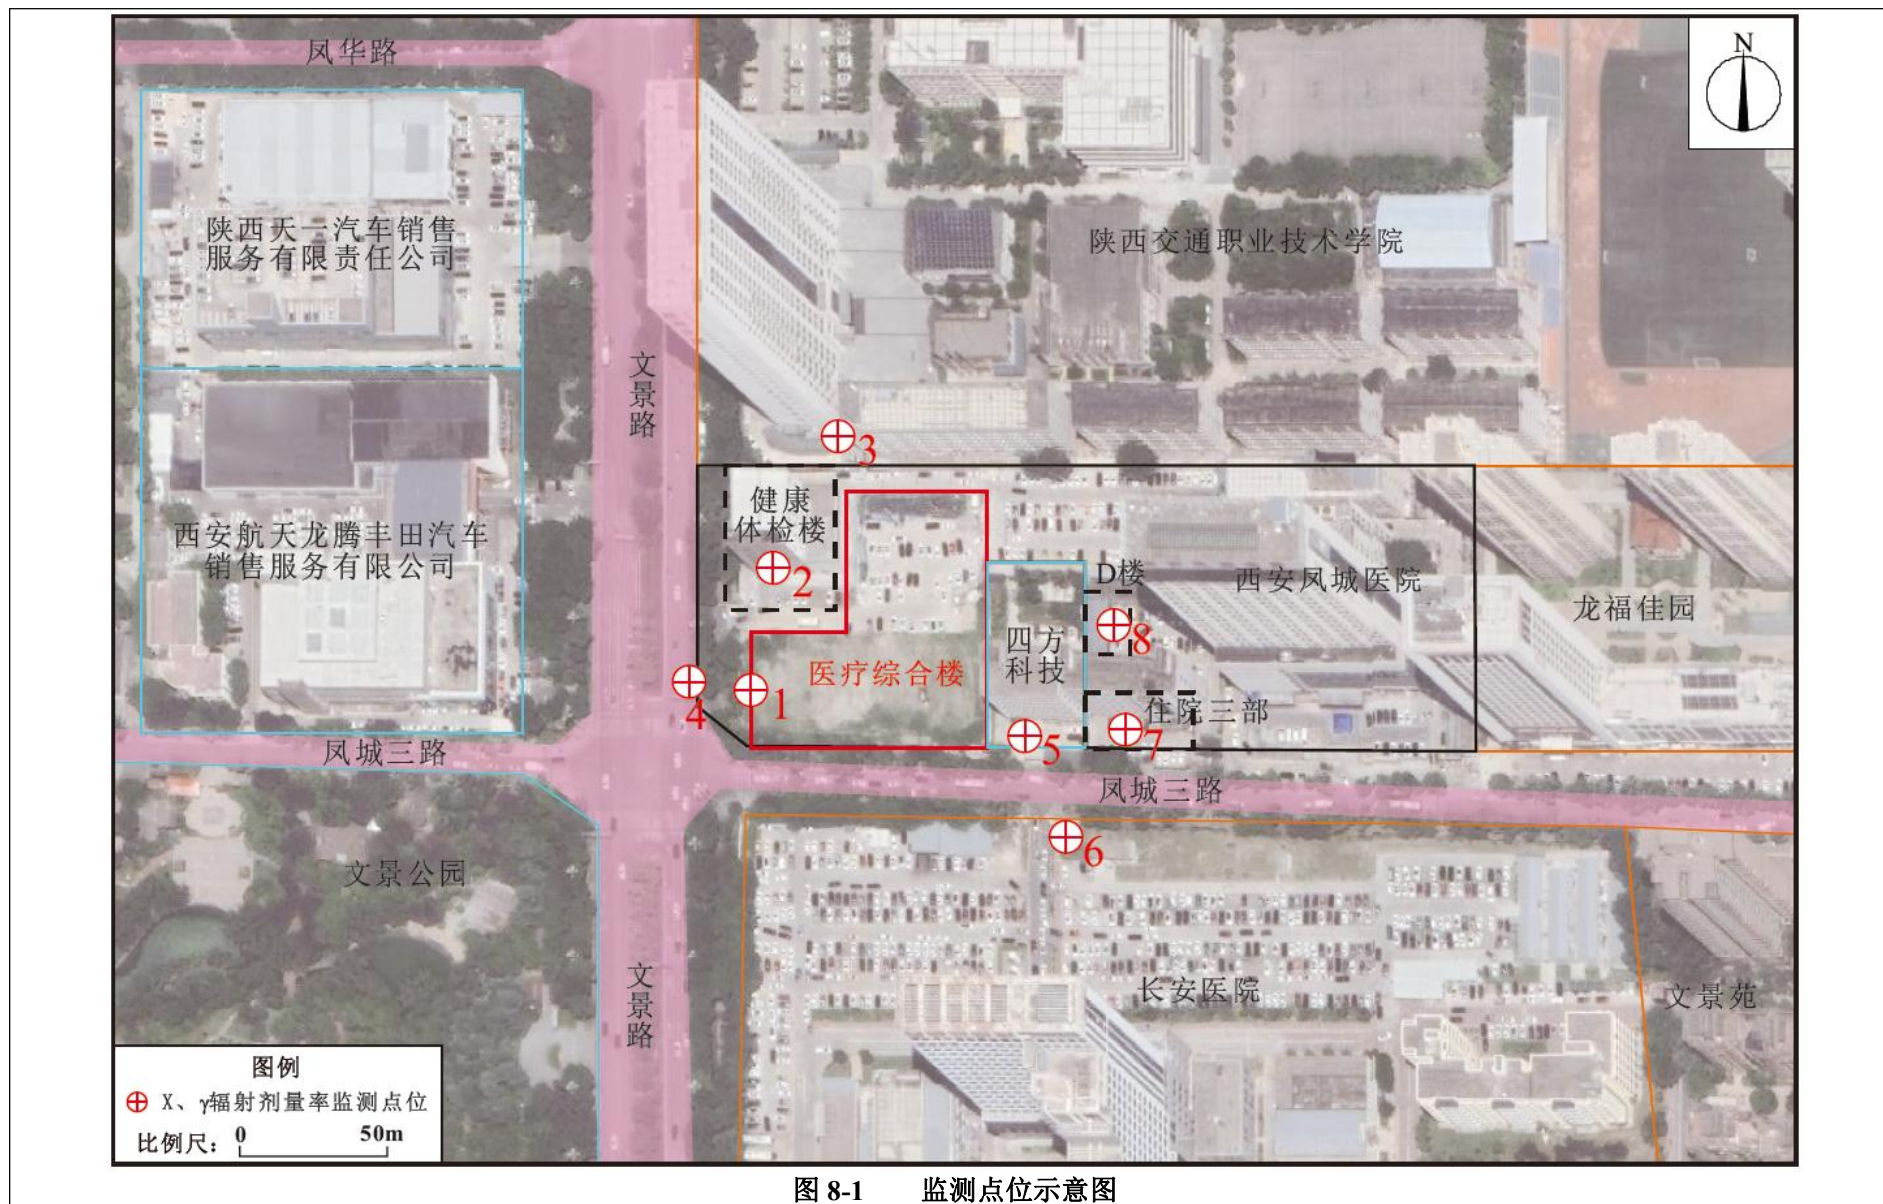 凤华路
N
陕西天一汽车销售
服务有限责任公司
陕西交通职业技术学院
文景路
3
健康
体检楼
2
西安航天龙腾丰田汽车
销售服务有限公司
D楼
西安凤城医院
龙福佳园
8
四方
科技
医疗综合楼
1
4
住院三部
5
7
凤城三路
凤城三路
6
文景公园
长安医院
文景苑
文景路
图例
X、γ辐射剂量率监测点位
比例尺： 0 50m
图 8-1 监测点位示意图